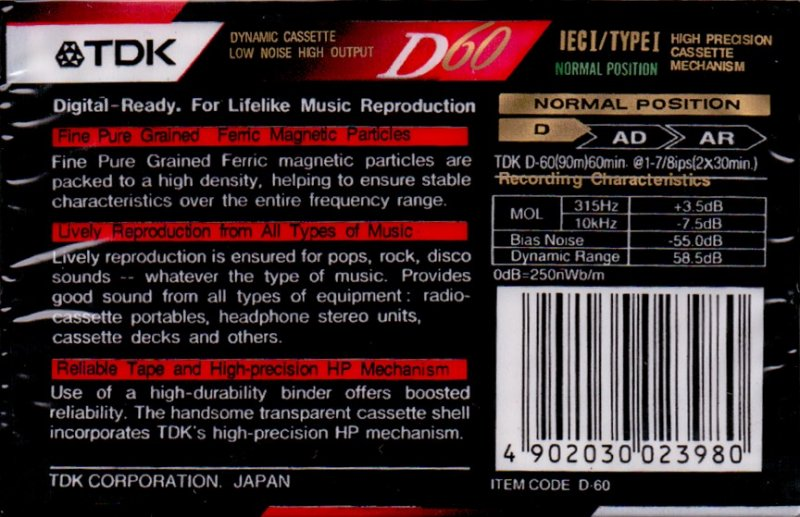 TDK
DYNAMIC CASSETTE
LOW NOISE HIGH OUTPUT
D60
IECI/TYPE I
NORMAL POSITION
HIGH PRECISION
CASSETTE
MECHANISM
Digital-Ready. For Lifelike Music Reproduction
Fine Pure Grained Ferric Magnetic Particles
Fine Pure Grained Ferric magnetic particles are
packed to a high density, helping to ensure stable
characteristics over the entire frequency range.
Lively Reproduction from All Types of Music
Lively reproduction is ensured for pops, rock, disco
sounds -- whatever the type of music. Provides
good sound from all types of equipment: radio-
cassette portables, headphone stereo units,
cassette decks and others.
Reliable Tape and High-precision HP Mechanism
Use of a high-durability binder offers boosted
reliability. The handsome transparent cassette shell
incorporates TDK's high-precision HP mechanism.
TDK CORPORATION. JAPAN
NORMAL POSITION
D AD AR
TDK D-60(90m)60min. @1-7/8ips(2X30min.)
Recording Characteristics
MOL 315Hz +3.5dB
10kHz -7.5dB
Bias Noise -55.0dB
Dynamic Range 58.5dB
0dB=250nWb/m
4 902030 023980
ITEM CODE D-60